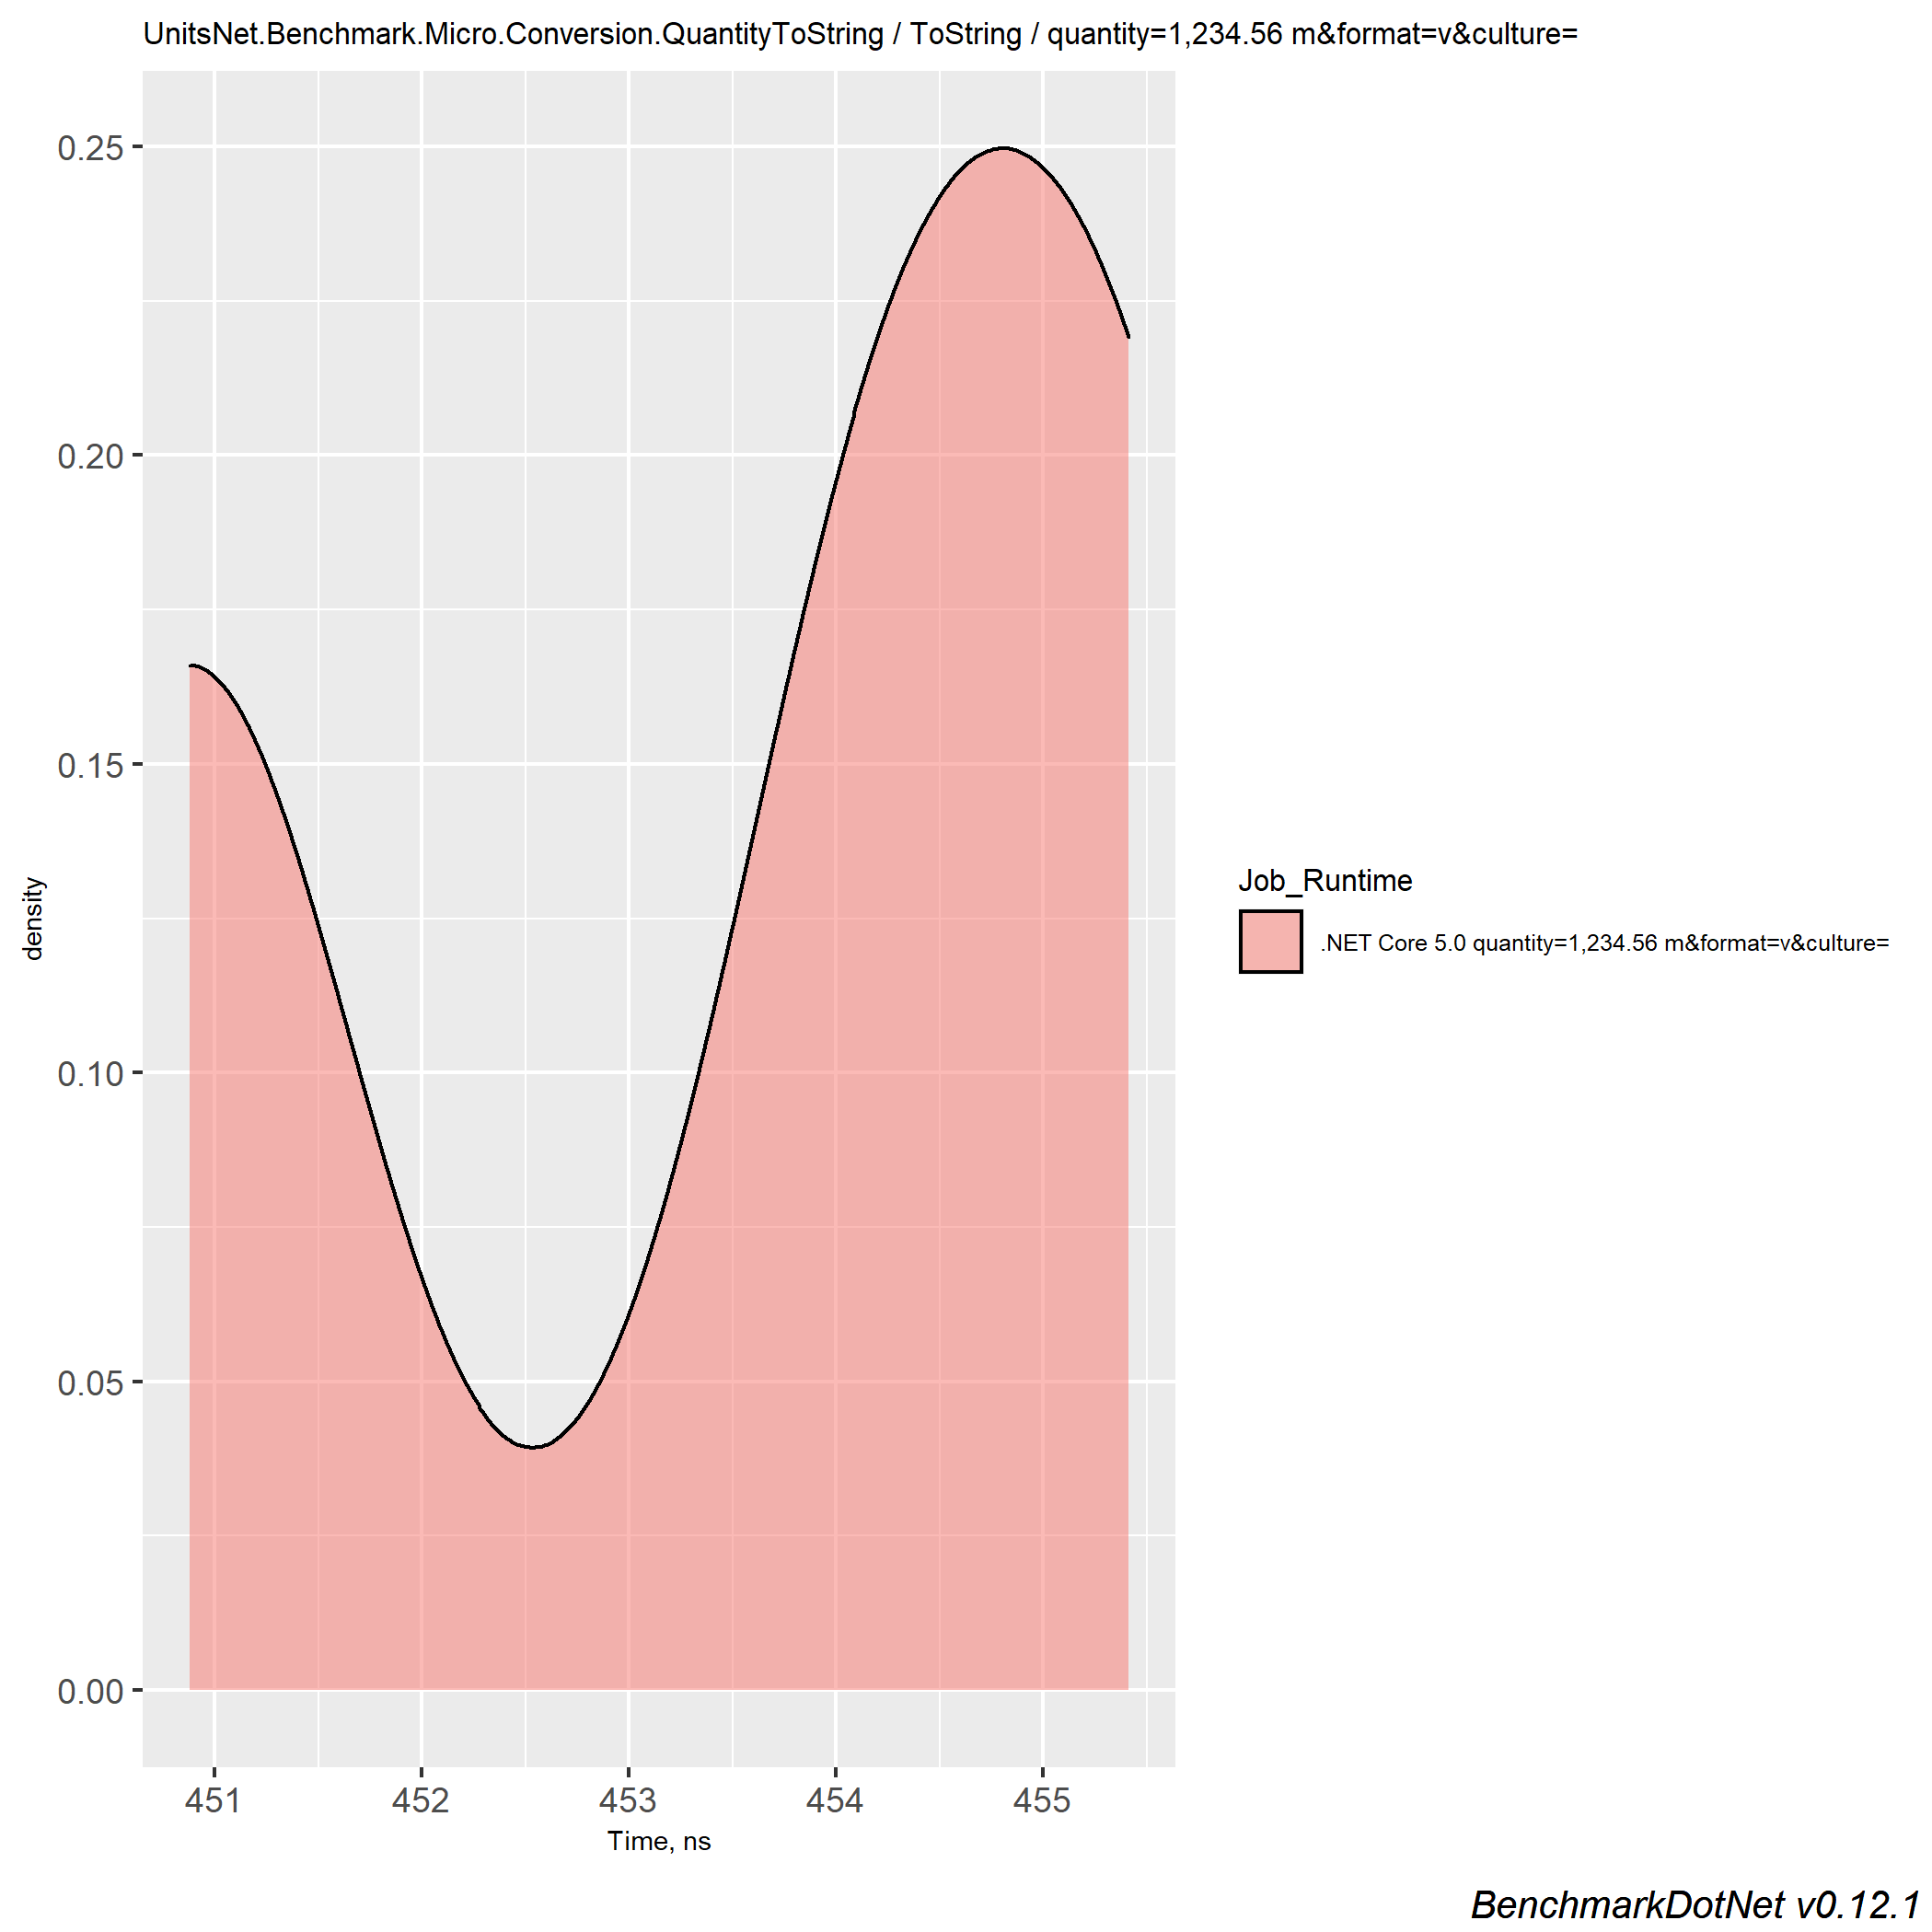 UnitsNet.Benchmark.Micro.Conversion.QuantityToString / ToString / quantity=1,234.56 m&format=v&culture=
0.25
0.20
0.15
0.10
0.05
0.00
density
451 452 453 454 455
Time, ns
Job_Runtime
.NET Core 5.0 quantity=1,234.56 m&format=v&culture=
BenchmarkDotNet v0.12.1